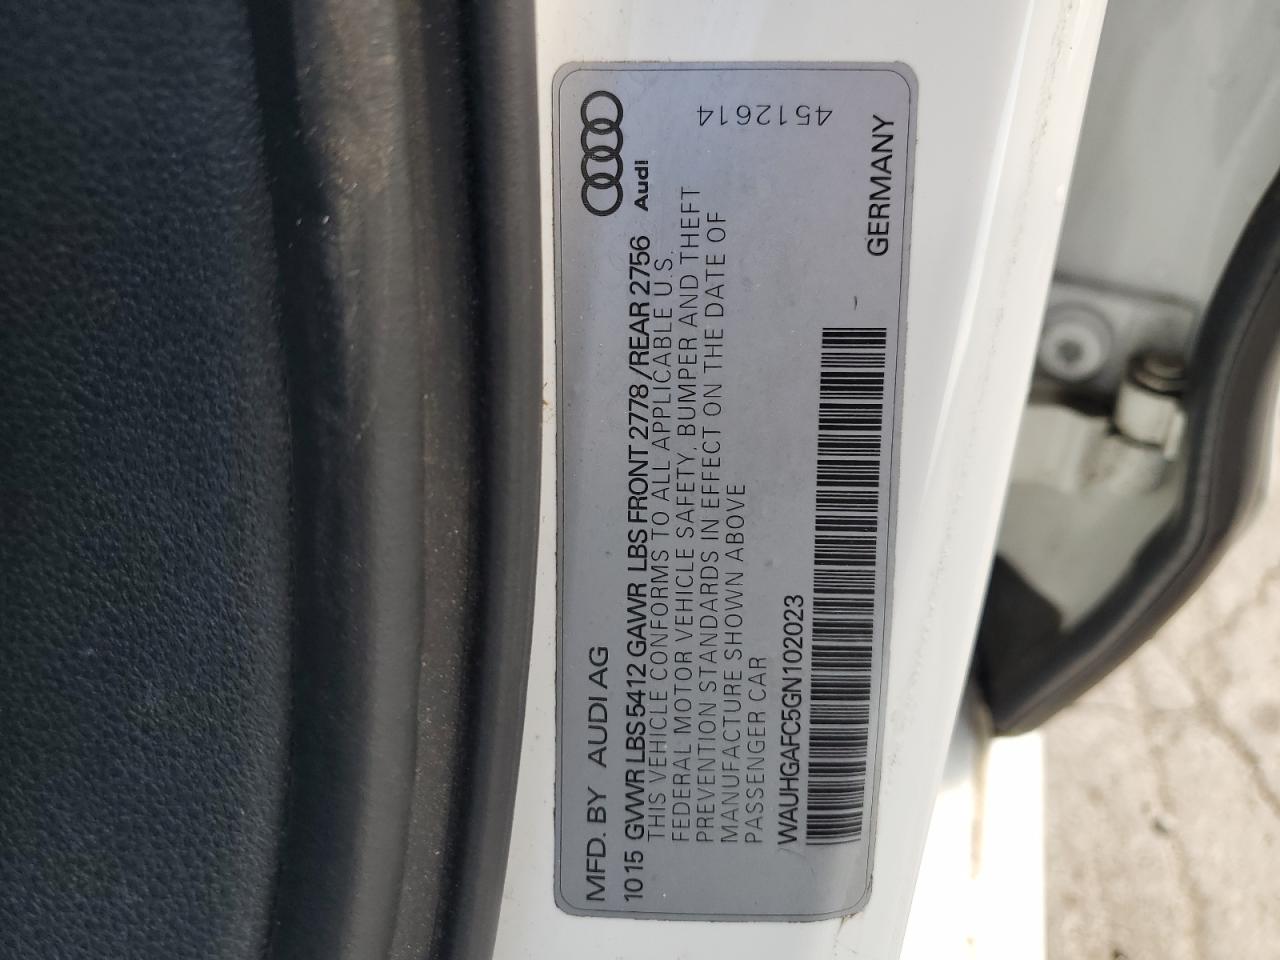 Audi
MFD. BY AUDI AG
10 15 GVWR LBS 5412 GAWR LBS FRONT 2778 / REAR 2756
THIS VEHICLE CONFORMS TO ALL APPLICABLE U.S.
FEDERAL MOTOR VEHICLE SAFETY, BUMPER AND THEFT
PREVENTION STANDARDS IN EFFECT ON THE DATE OF
MANUFACTURE SHOWN ABOVE
PASSENGER CAR
WAUHGAFC5GN102023
4512614
GERMANY